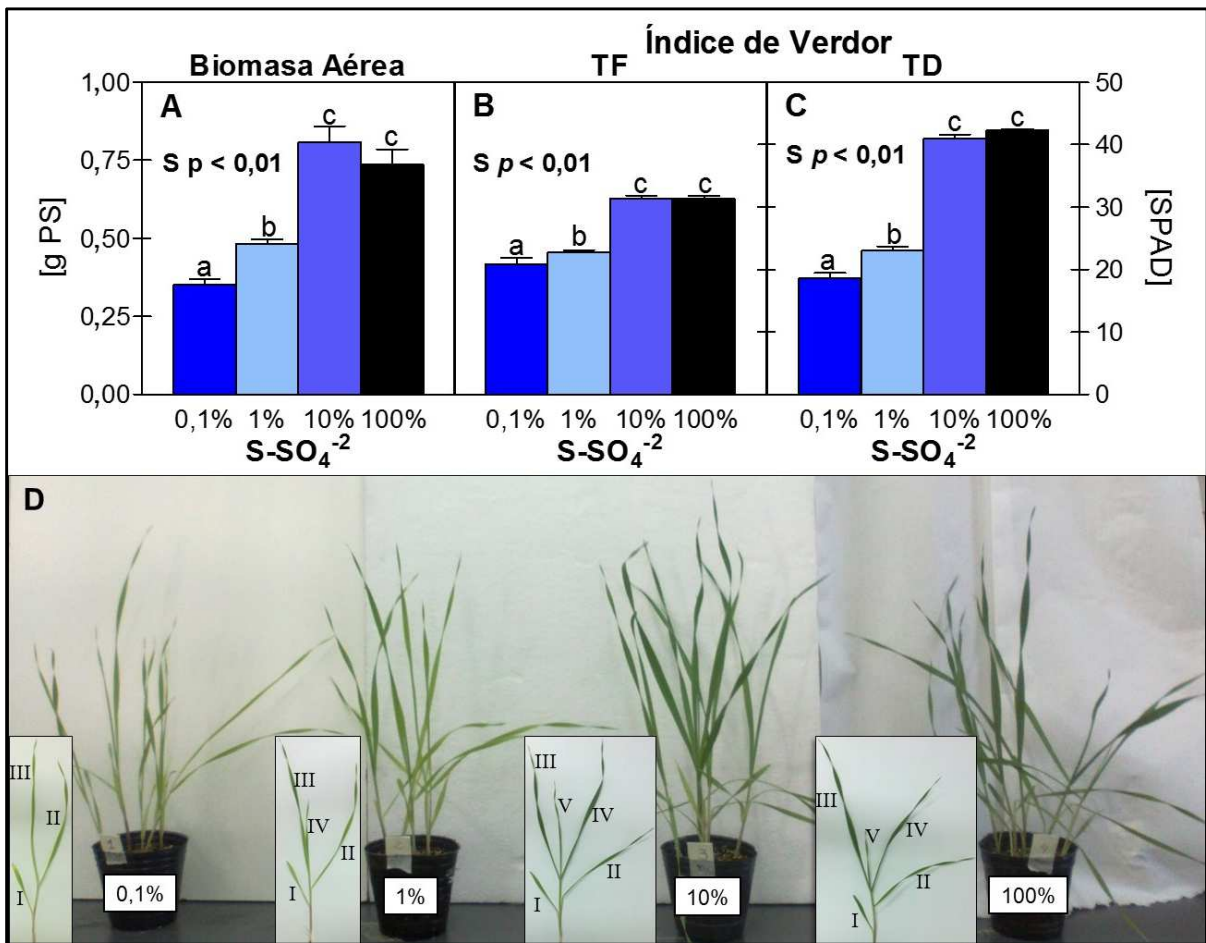 Índice de Verdor
Biomasa Aérea TF TD
A B C
S p < 0,01 S p < 0,01 S p < 0,01
[g PS]
1,00
0,75
0,50
0,25
0,00
a b c c
a b c c
a b c c
50
40
30
20
10
0
[SPAD]
0,1% 1% 10% 100% 0,1% 1% 10% 100% 0,1% 1% 10% 100%
S-SO₄⁻² S-SO₄⁻² S-SO₄⁻²
D
III
II
I
1
0,1%
III
IV
II
I
1%
III
V
IV
II
I
3
10%
III
V
IV
II
I
100%